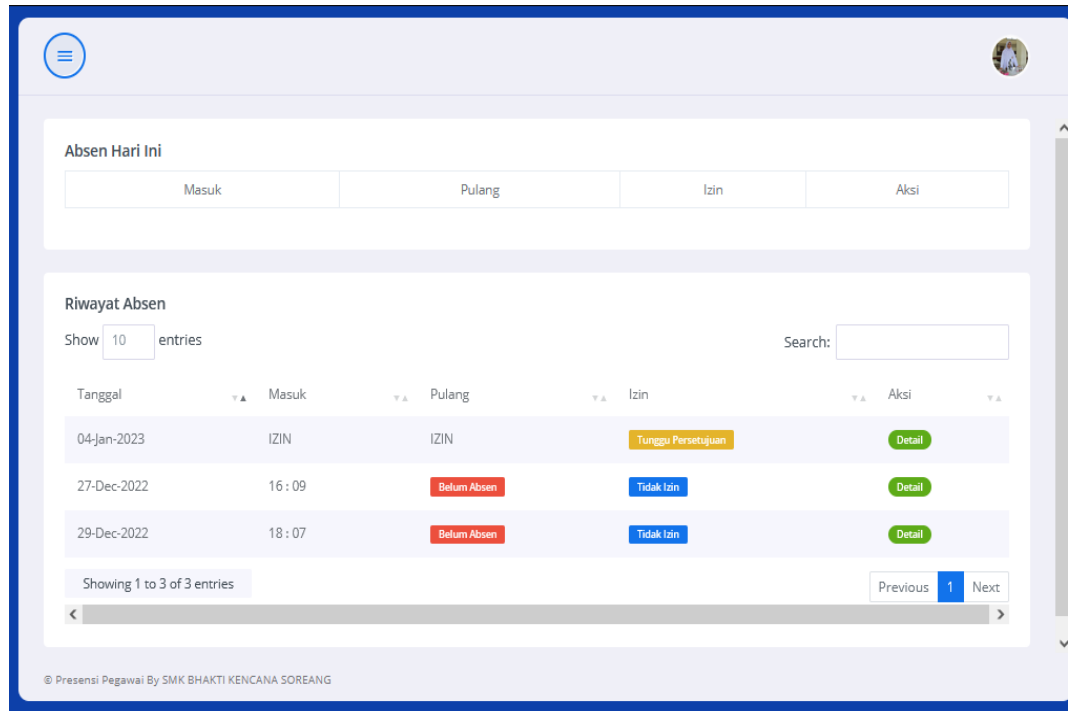 Absen Hari Ini
Masuk Pulang Izin Aksi
Riwayat Absen
Show 10 entries Search:
Tanggal Masuk Pulang Izin Aksi
04-Jan-2023 IZIN IZIN Tunggu Persetujuan Detail
27-Dec-2022 16 : 09 Belum Absen Tidak Izin Detail
29-Dec-2022 18 : 07 Belum Absen Tidak Izin Detail
Showing 1 to 3 of 3 entries Previous 1 Next
© Presensi Pegawai By SMK BHAKTI KENCANA SOREANG